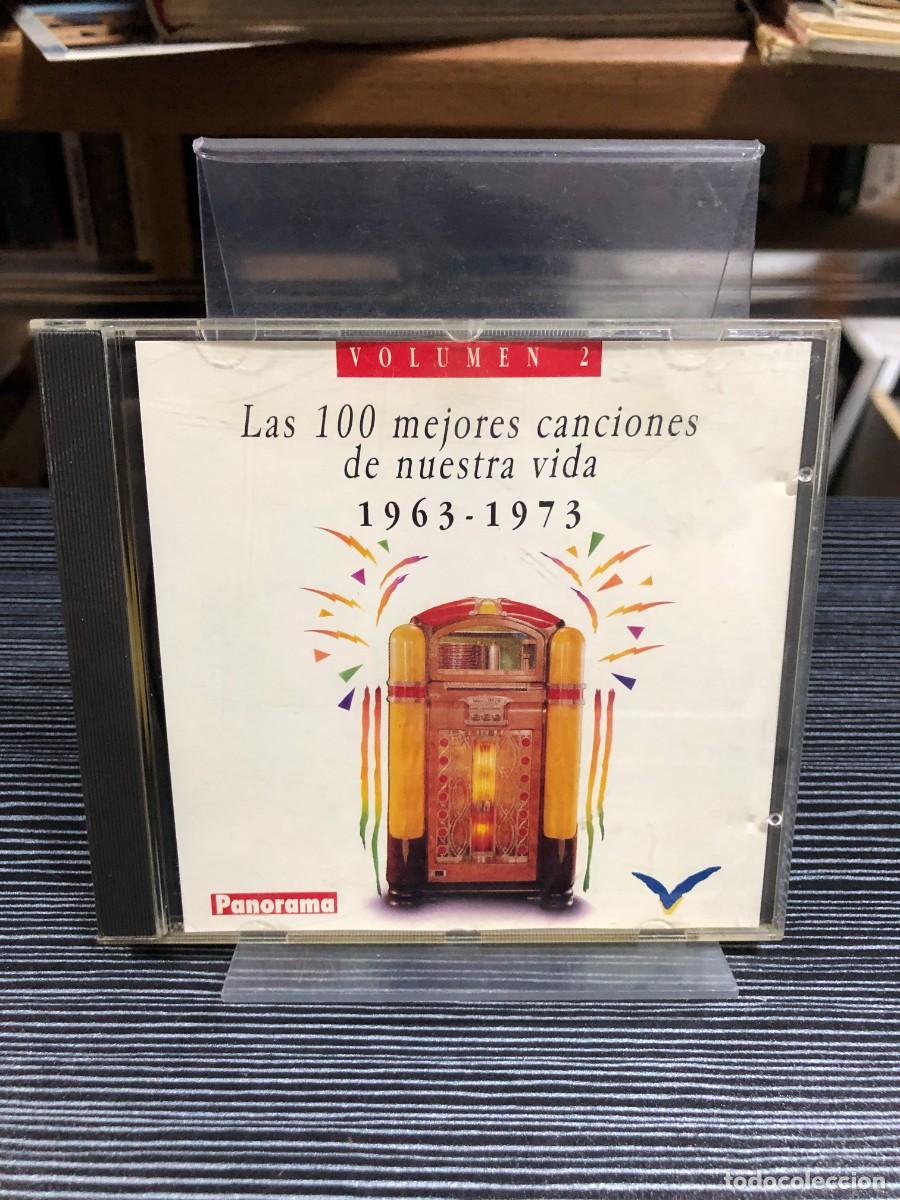 VOLUMEN 2
Las 100 mejores canciones
de nuestra vida
1963-1973
Panorama
todocoleccion